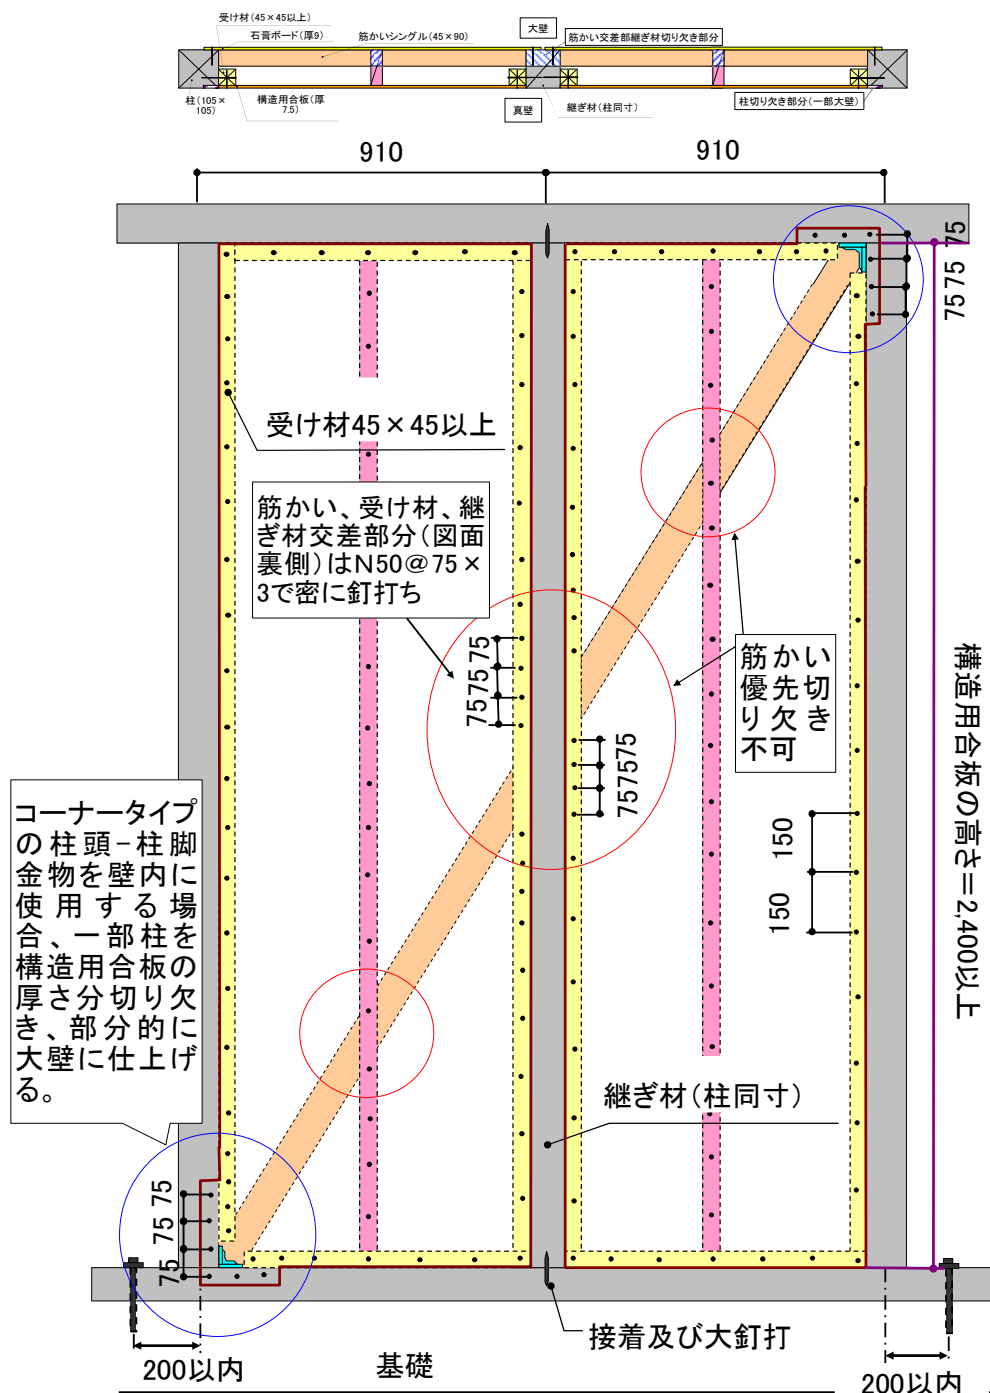 受け材(45×45以上)
大壁
石膏ボード(厚9)
筋かいシングル(45×90)
筋かい交差部継ぎ材切り欠き部分
柱(105×
105)
構造用合板(厚
7.5)
真壁
継ぎ材(柱同寸)
柱切り欠き部分(一部大壁)
910
910
75
75
75
受け材45×45以上
筋かい、受け材、継
ぎ材交差部分(図面
裏側)はN50@75×
3で密に釘打ち
75
75
75
筋かい
優先切
り欠き
不可
構造用合板の高さ=2,400以上
75
75
75
コーナータイプ
の柱頭-柱脚
金物を壁内に
使用する場
合、一部柱を
構造用合板の
厚さ分切り欠
き、部分的に
大壁に仕上げ
る。
150
150
継ぎ材(柱同寸)
75
75
75
接着及び大釘打
200以内
基礎
200以内